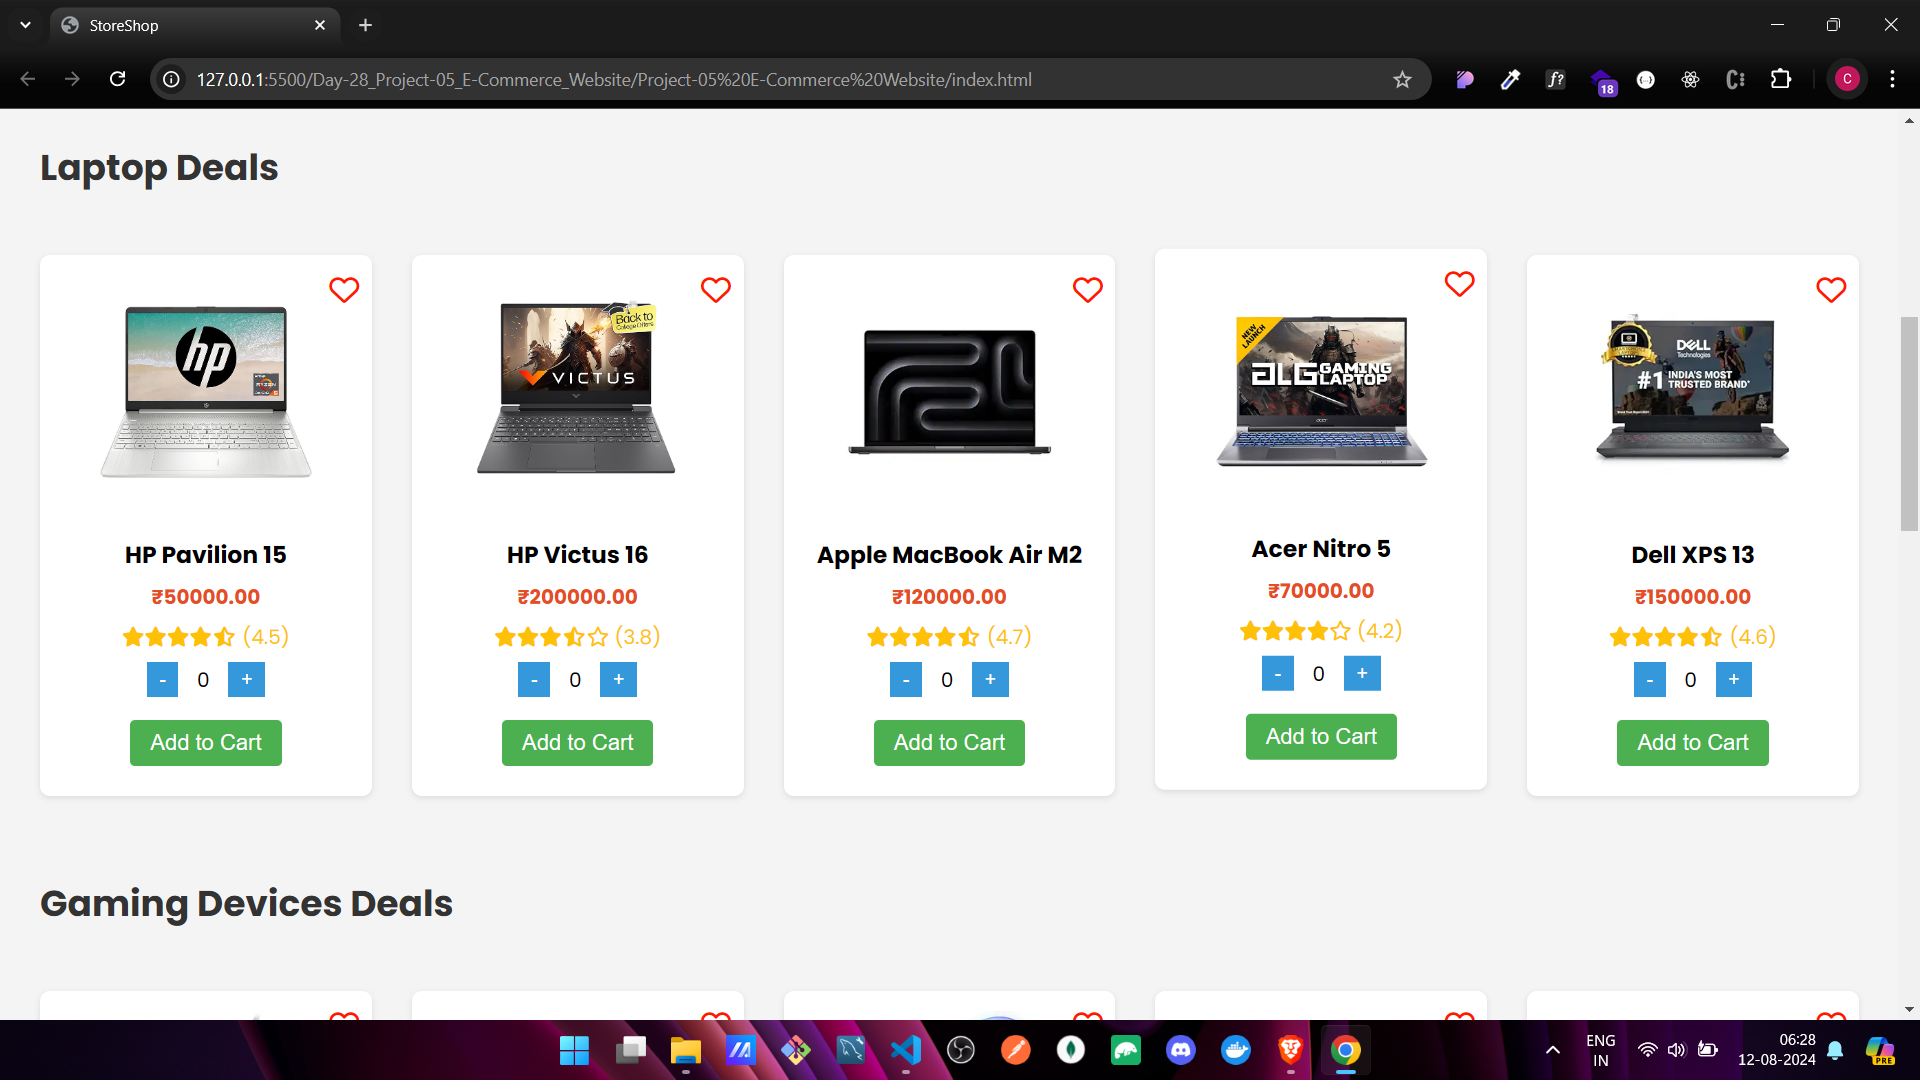 StoreShop
127.0.0.1:5500/Day-28_Project-05_E-Commerce_Website/Project-05%20E-Commerce%20Website/index.html
18
C
Laptop Deals
hp
RYZEN
HP Pavilion 15
₹50000.00
(4.5)
- 0 +
Add to Cart
Back to
College Offers
VICTUS
HP Victus 16
₹200000.00
(3.8)
- 0 +
Add to Cart
Apple MacBook Air M2
₹120000.00
(4.7)
- 0 +
Add to Cart
NEW
LAUNCH
ALG GAMING
LAPTOP
acer
Acer Nitro 5
₹70000.00
(4.2)
- 0 +
Add to Cart
DELL
Technologies
#1 INDIA'S MOST
TRUSTED BRAND*
Dell XPS 13
₹150000.00
(4.6)
- 0 +
Add to Cart
Gaming Devices Deals
ENG
IN
06:28
12-08-2024
PRE